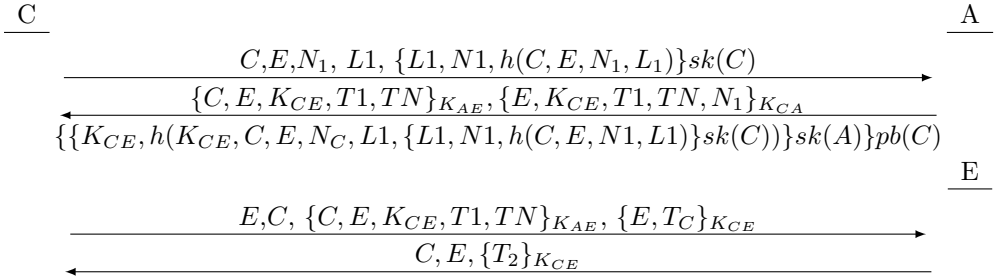 C A
C,E,N_1, L1, {L1, N1, h(C, E, N_1, L_1)}sk(C)
{C, E, K_{CE}, T1, TN}_{K_{AE}}, {E, K_{CE}, T1, TN, N_1}_{K_{CA}}
{{K_{CE}, h(K_{CE}, C, E, N_C, L1, {L1, N1, h(C, E, N1, L1)}sk(C))}sk(A)}pb(C)
E
E,C, {C, E, K_{CE}, T1, TN}_{K_{AE}}, {E, T_C}_{K_{CE}}
C, E, {T_2}_{K_{CE}}